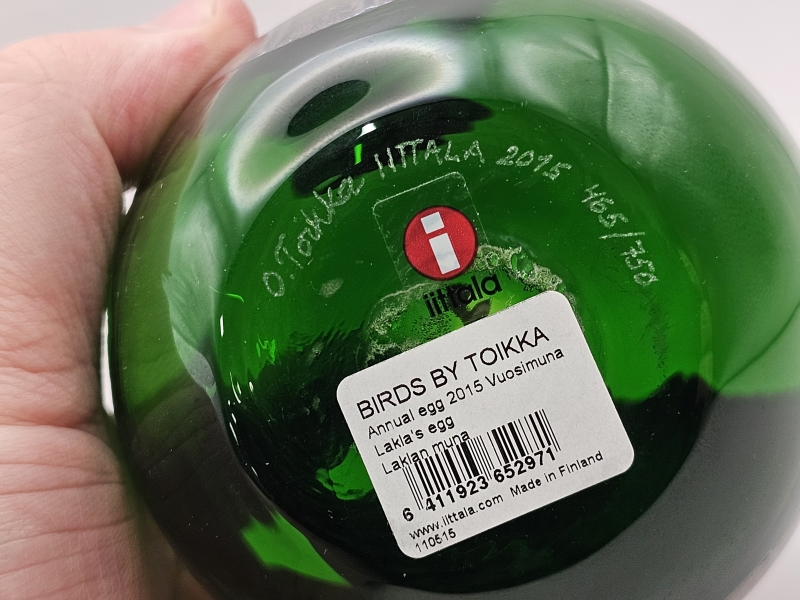 O.Toikka IITTALA 2015 465/750
i
iittala
BIRDS BY TOIKKA
Annual egg 2015 Vuosimuna
Lakla's egg
Laklan muna
6 411923 652971
www.iittala.com Made in Finland
110515